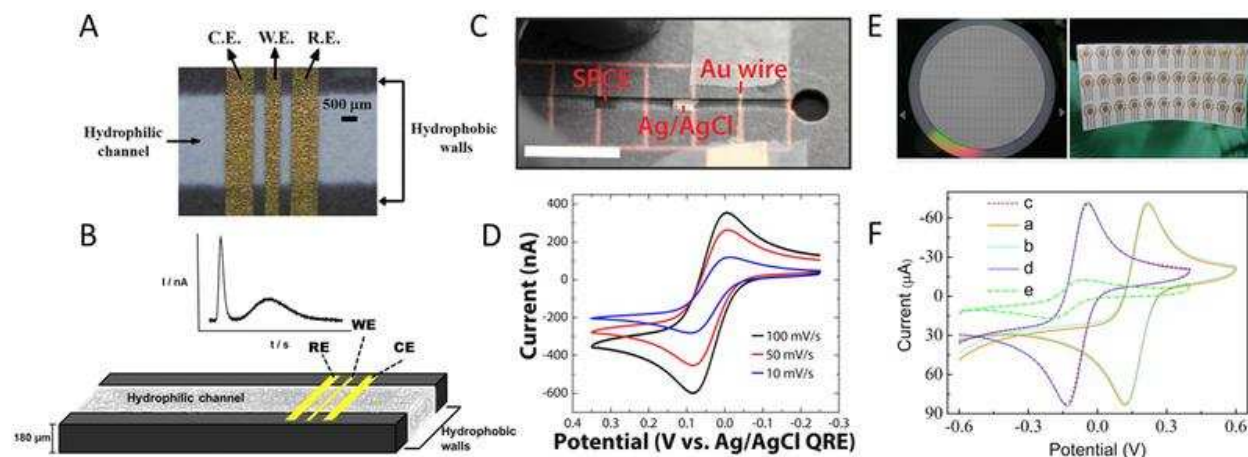 A
C.E. W.E. R.E.
500 µm
Hydrophilic
channel
Hydrophobic
walls
B
I / nA
t / s
RE
WE
CE
Hydrophilic channel
Hydrophobic
walls
180 µm
C
SPCE
Au wire
Ag/AgCl
D
Current (nA)
400
200
0
-200
-400
-600
100 mV/s
50 mV/s
10 mV/s
0.4 0.3 0.2 0.1 0.0 -0.1 -0.2 -0.3
Potential (V vs. Ag/AgCl QRE)
E
F
Current (µA)
-60
-30
0
30
60
90
c
a
b
d
e
-0.6 -0.3 0.0 0.3 0.6
Potential (V)